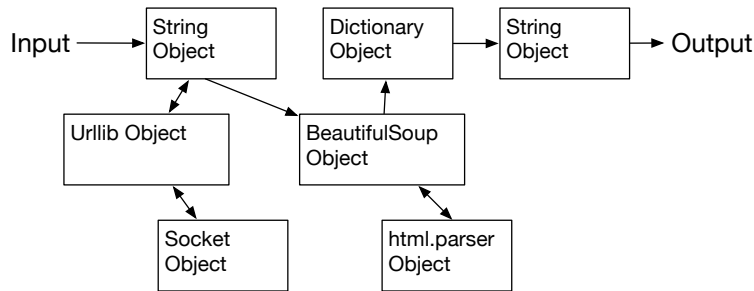 Input
String
Object
Dictionary
Object
String
Object
Output
Urllib Object
BeautifulSoup
Object
Socket
Object
html.parser
Object